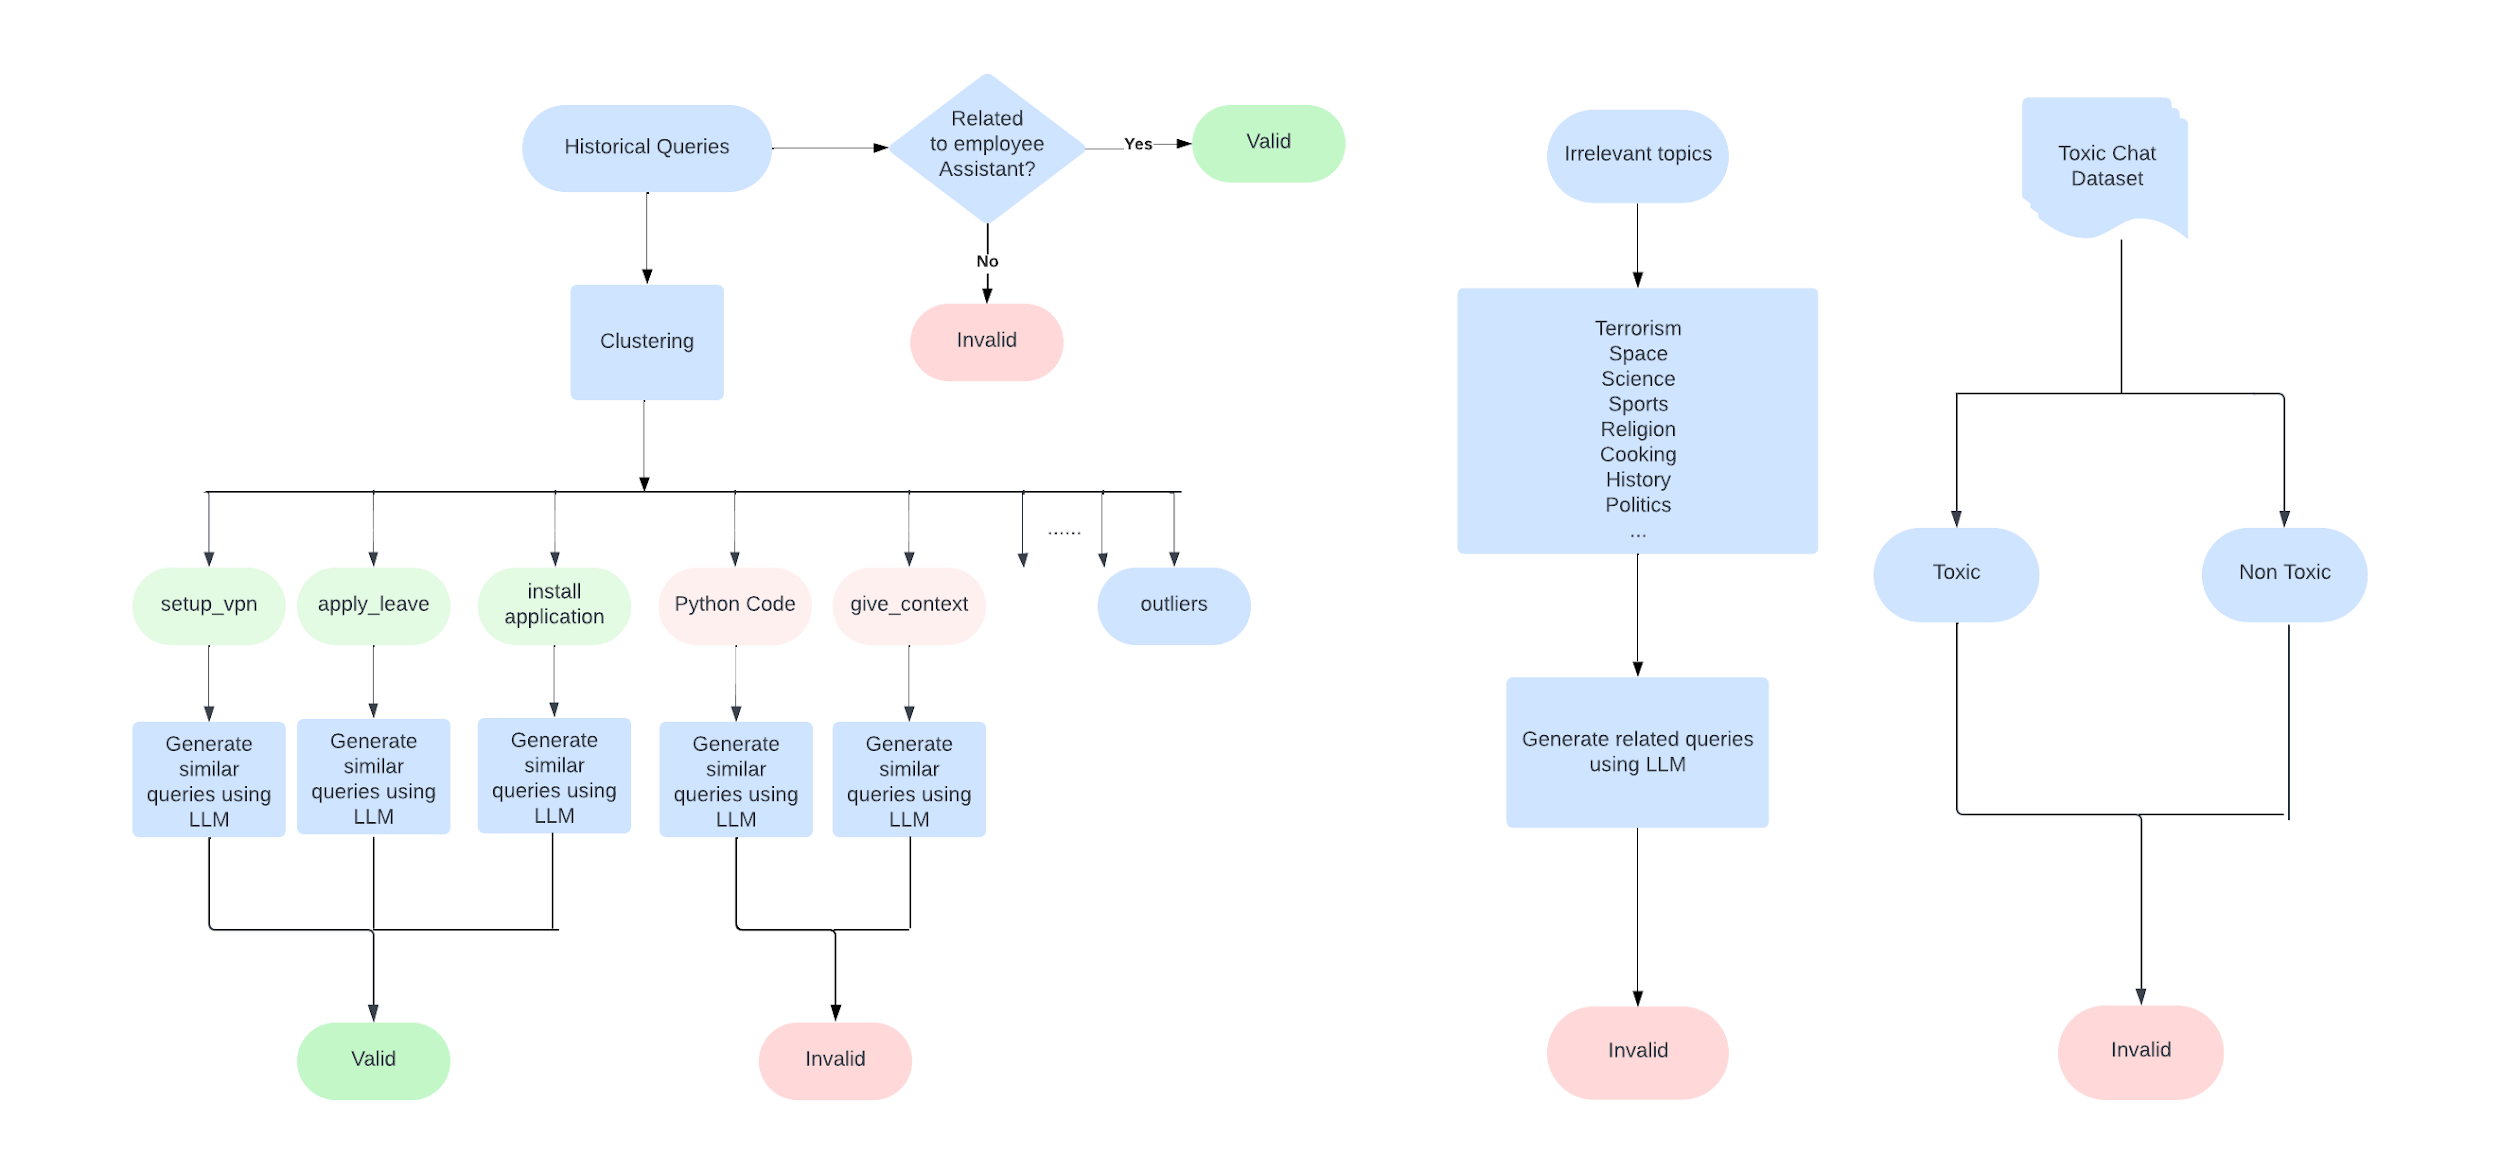 Historical Queries
Related
to employee
Assistant?
Yes
Valid
No
Invalid
Clustering
......
setup_vpn
apply_leave
install
application
Python Code
give_context
outliers
Generate
similar
queries using
LLM
Generate
similar
queries using
LLM
Generate
similar
queries using
LLM
Generate
similar
queries using
LLM
Generate
similar
queries using
LLM
Valid
Invalid
Irrelevant topics
Terrorism
Space
Science
Sports
Religion
Cooking
History
Politics
...
Generate related queries
using LLM
Invalid
Toxic Chat
Dataset
Toxic
Non Toxic
Invalid